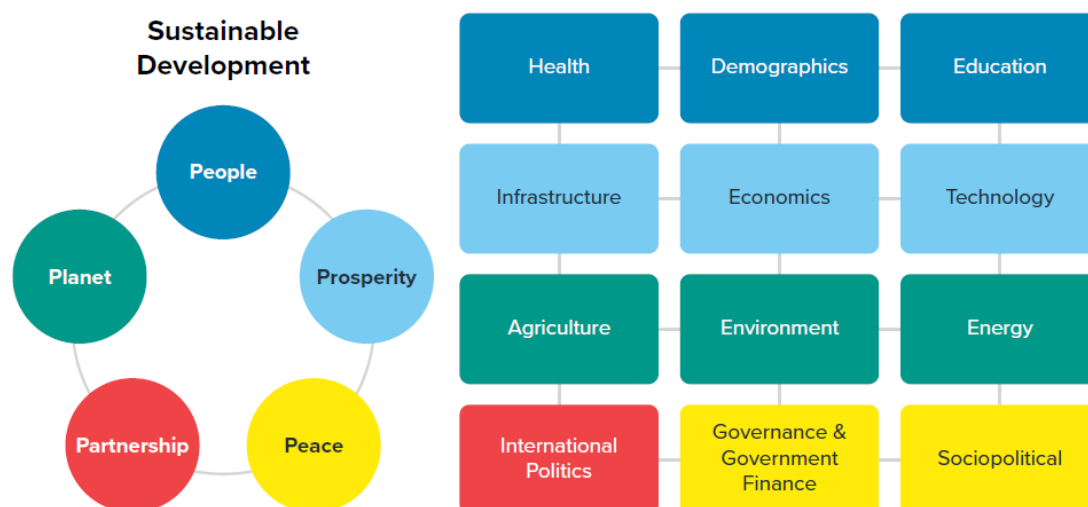 Sustainable
Development
People
Planet
Prosperity
Partnership
Peace
Health
Demographics
Education
Infrastructure
Economics
Technology
Agriculture
Environment
Energy
International
Politics
Governance &
Government
Finance
Sociopolitical